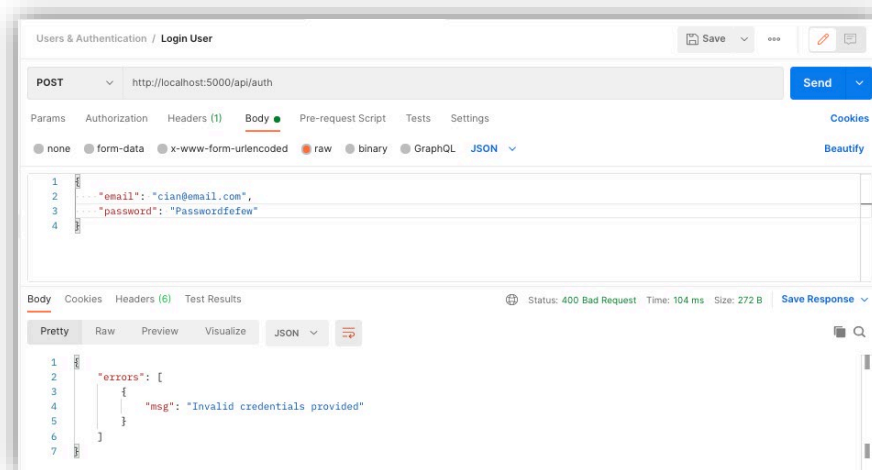 Users & Authentication / Login User
Save
POST http://localhost:5000/api/auth Send
Params Authorization Headers (1) Body Pre-request Script Tests Settings Cookies
none form-data x-www-form-urlencoded raw binary GraphQL JSON Beautify
1 {
2 "email": "cian@email.com",
3 "password": "Passwordfefew"
4 }
Body Cookies Headers (6) Test Results Status: 400 Bad Request Time: 104 ms Size: 272 B Save Response
Pretty Raw Preview Visualize JSON
1 {
2 "errors": [
3 {
4 "msg": "Invalid credentials provided"
5 }
6 ]
7 }